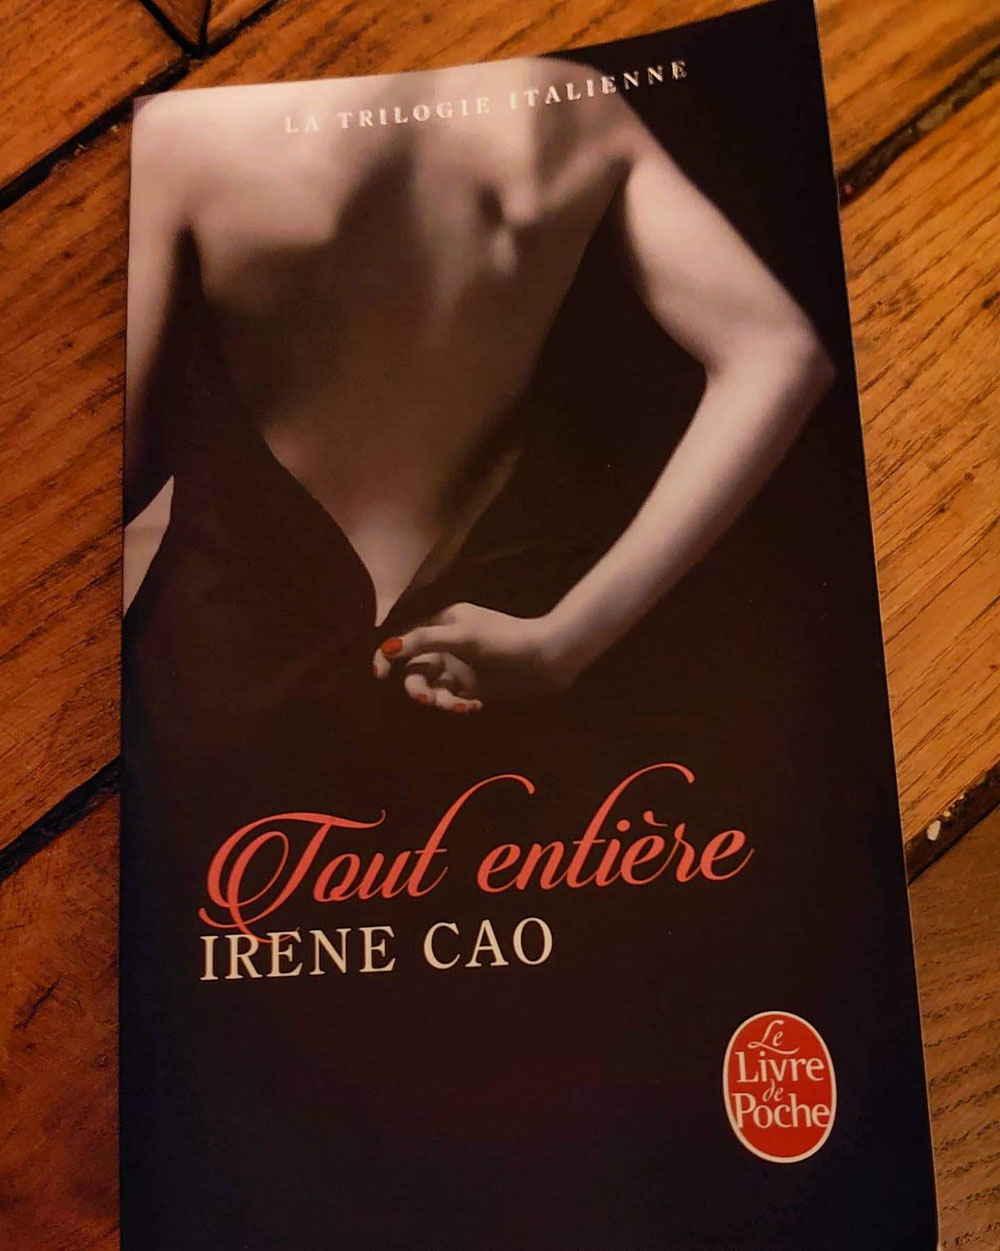 LA TRILOGIE ITALIENNE
Tout entière
IRENE CAO
Le
Livre
de
Poche